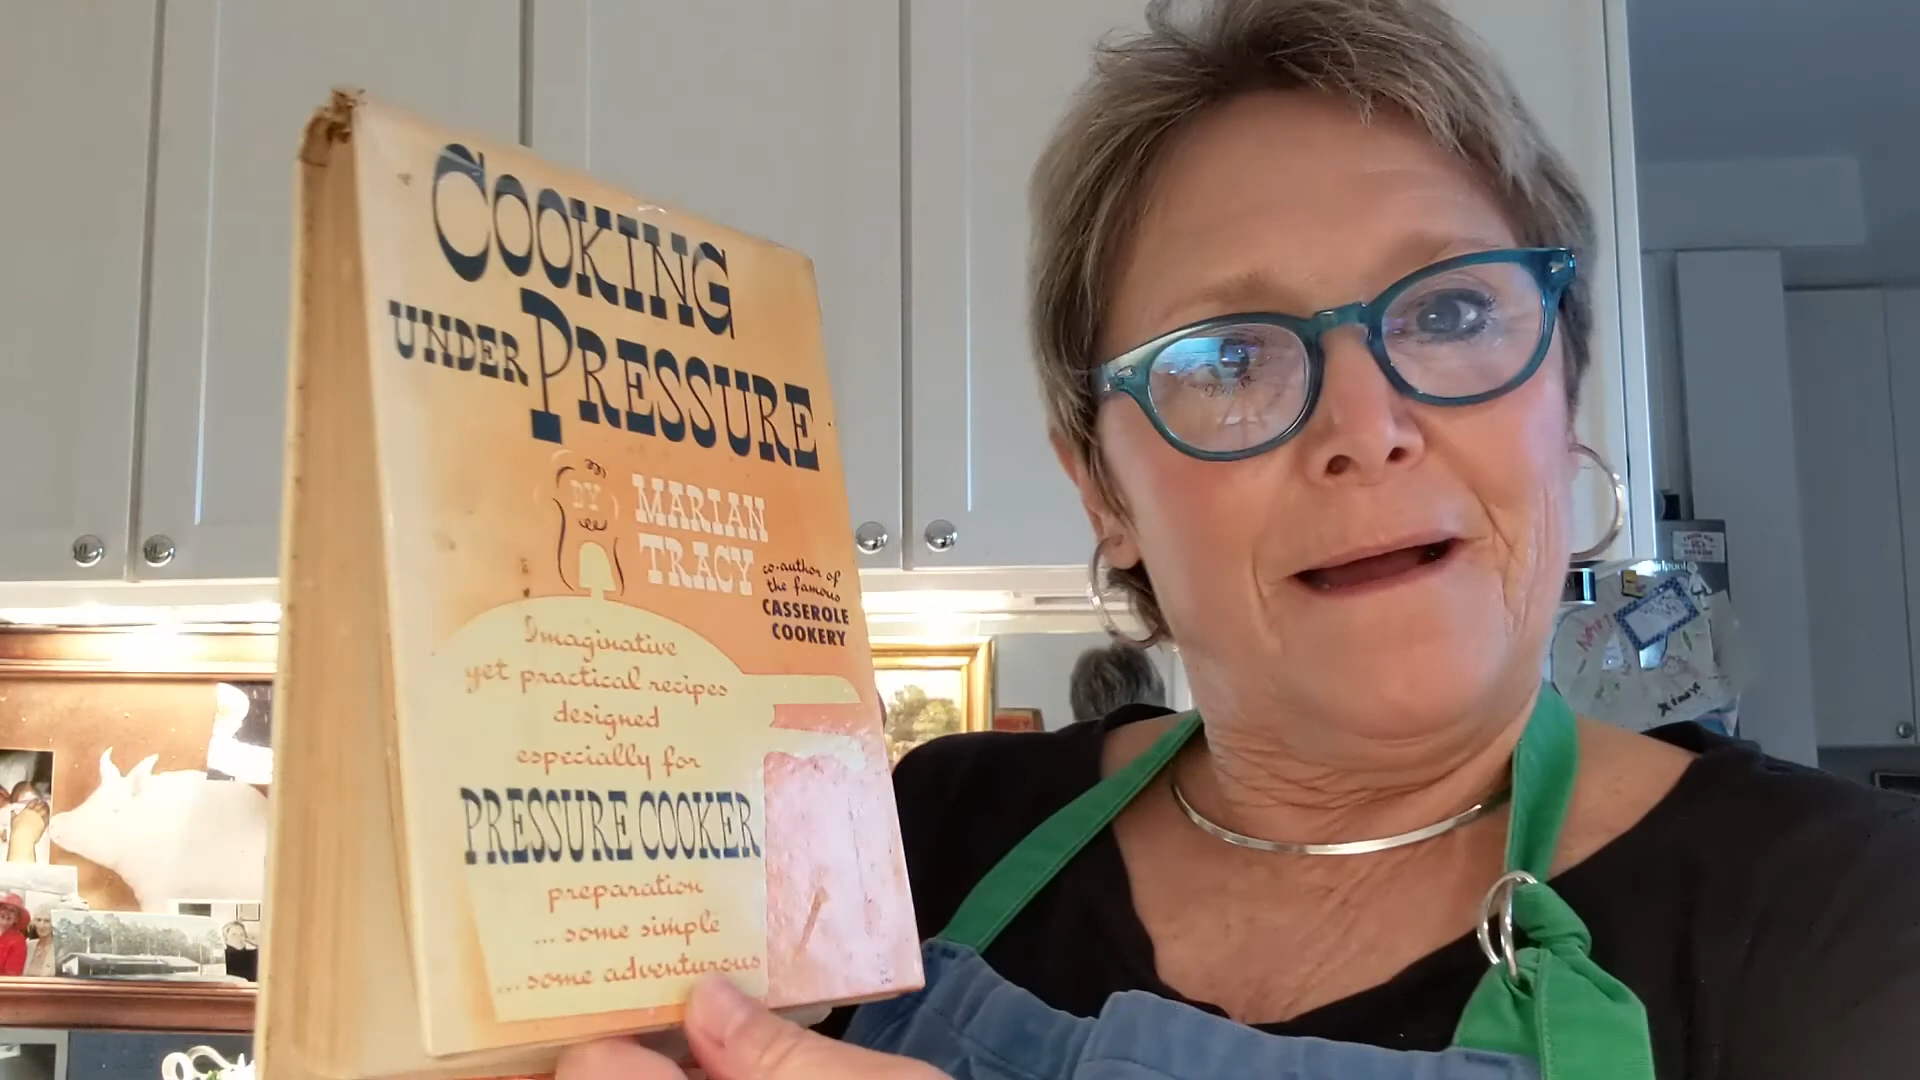 COOKING
UNDER PRESSURE
BY MARIAN
TRACY
co-author of
the famous
CASSEROLE
COOKERY
Imaginative
yet practical recipes
designed
especially for
PRESSURE COOKER
preparation
... some simple
... some adventurous